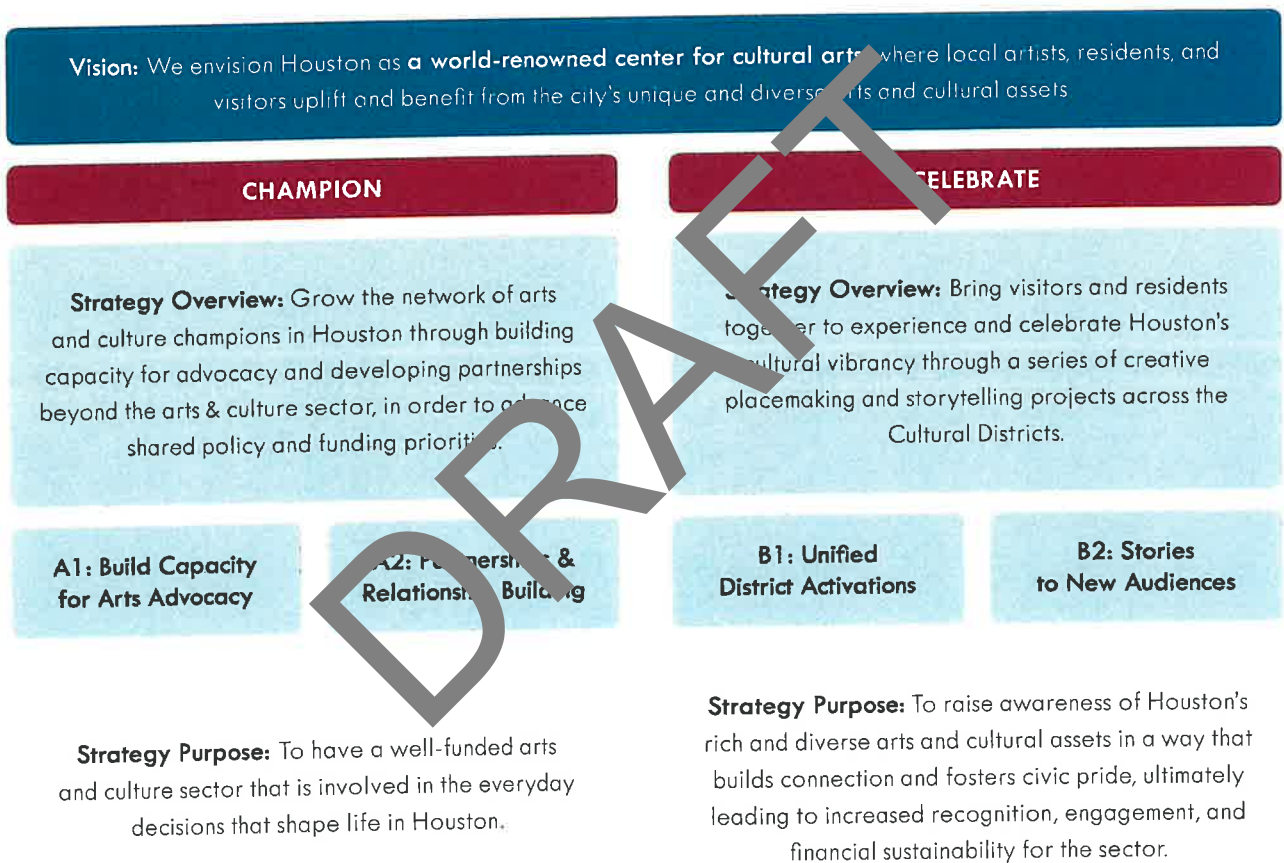 Vision: We envision Houston as a world-renowned center for cultural arts where local artists, residents, and
visitors uplift and benefit from the city's unique and diverse arts and cultural assets
CHAMPION
Strategy Overview: Grow the network of arts
and culture champions in Houston through building
capacity for advocacy and developing partnerships
beyond the arts & culture sector, in order to advance
shared policy and funding priorities.
A1: Build Capacity
for Arts Advocacy
A2: Partnerships &
Relationship Building
Strategy Purpose: To have a well-funded arts
and culture sector that is involved in the everyday
decisions that shape life in Houston.
CELEBRATE
Strategy Overview: Bring visitors and residents
together to experience and celebrate Houston's
cultural vibrancy through a series of creative
placemaking and storytelling projects across the
Cultural Districts.
B1: Unified
District Activations
B2: Stories
to New Audiences
Strategy Purpose: To raise awareness of Houston's
rich and diverse arts and cultural assets in a way that
builds connection and fosters civic pride, ultimately
leading to increased recognition, engagement, and
financial sustainability for the sector.
DRAFT